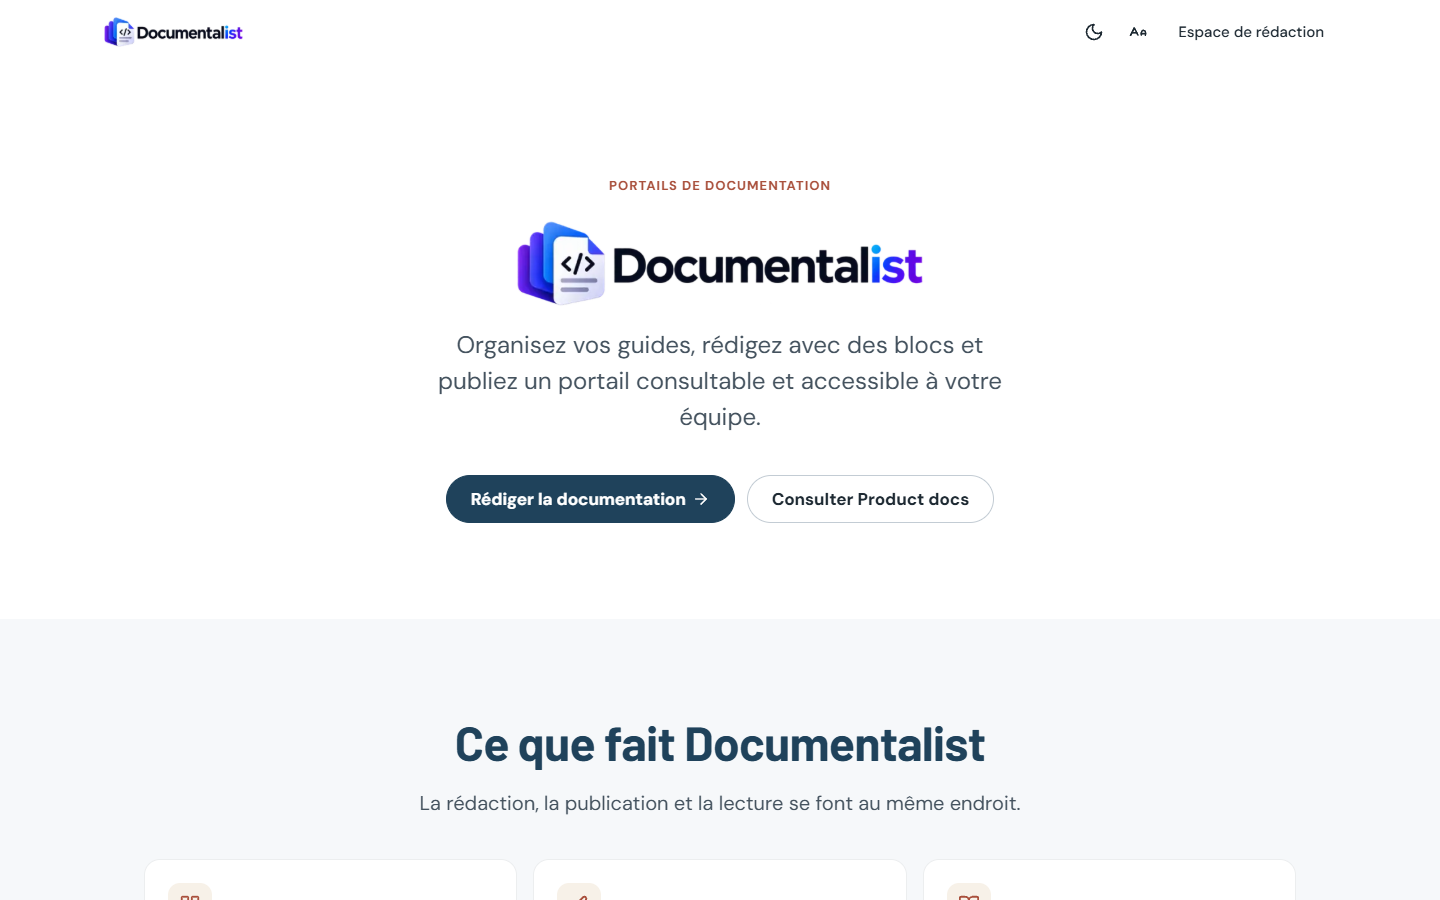 </> Documentalist
Aa
Espace de rédaction
PORTAILS DE DOCUMENTATION
</> Documentalist
Organisez vos guides, rédigez avec des blocs et
publiez un portail consultable et accessible à votre
équipe.
Rédiger la documentation →
Consulter Product docs
Ce que fait Documentalist
La rédaction, la publication et la lecture se font au même endroit.